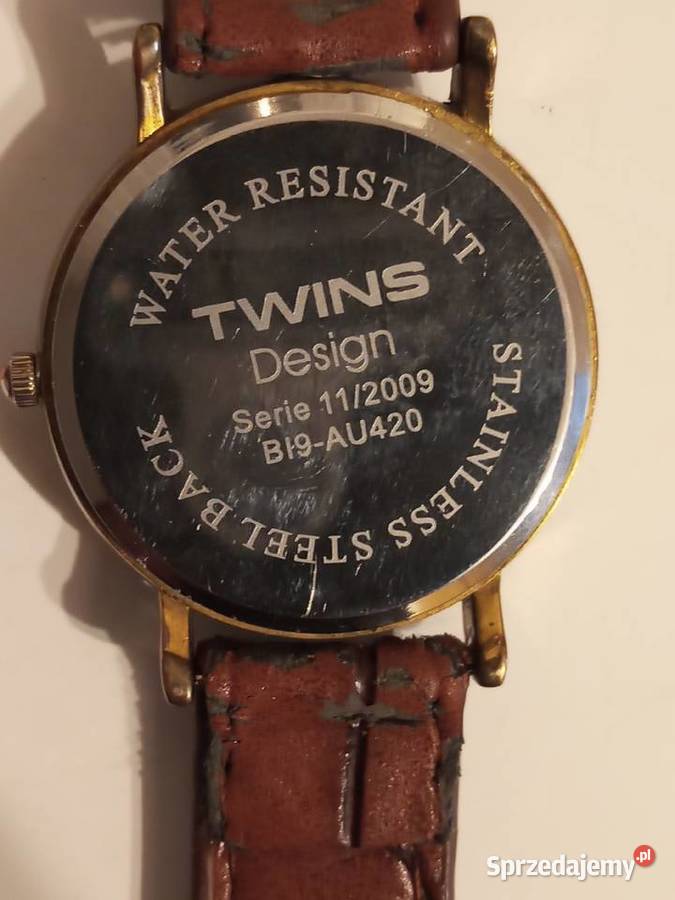 WATER RESISTANT
TWINS
Design
Serie 11/2009
BI9-AU420
STAINLESS STEEL BACK
Sprzedajemy.pl